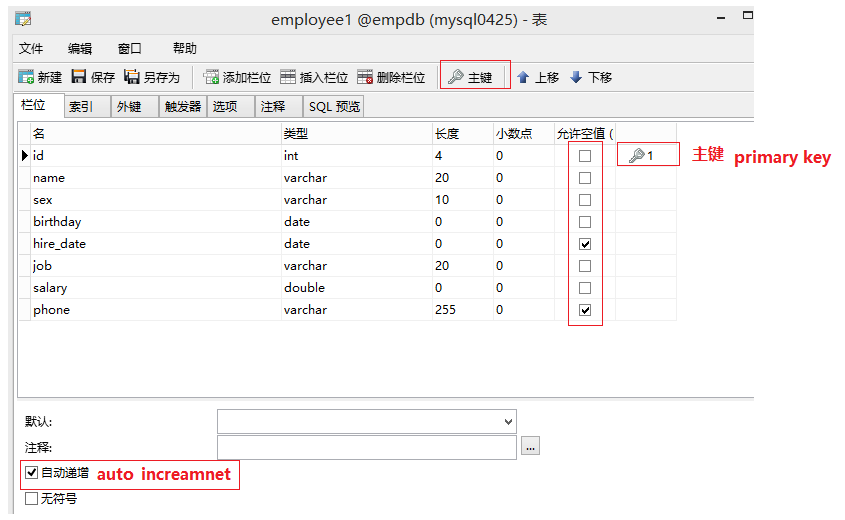 employee1 @empdb (mysql0425) - 表
文件 编辑 窗口 帮助
新建 保存 另存为 添加栏位 插入栏位 删除栏位 主键 上移 下移
栏位 索引 外键 触发器 选项 注释 SQL 预览
名 类型 长度 小数点 允许空值 (
id int 4 0 1 主键 primary key
name varchar 20 0
sex varchar 10 0
birthday date 0 0
hire_date date 0 0
job varchar 20 0
salary double 0 0
phone varchar 255 0
默认:
注释: ...
自动递增 auto increamnet
无符号